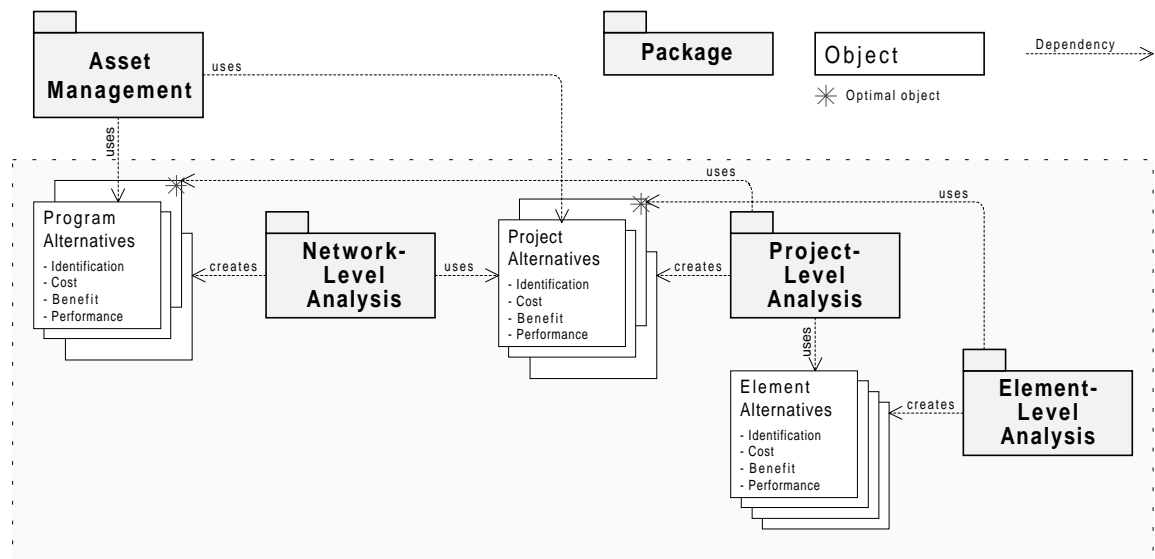 Asset
Management
uses
uses
Package
Object
Optimal object
Dependency
uses
uses
Program
Alternatives
- Identification
- Cost
- Benefit
- Performance
creates
Network-
Level
Analysis
uses
Project
Alternatives
- Identification
- Cost
- Benefit
- Performance
creates
Project-
Level
Analysis
uses
Element
Alternatives
- Identification
- Cost
- Benefit
- Performance
creates
Element-
Level
Analysis